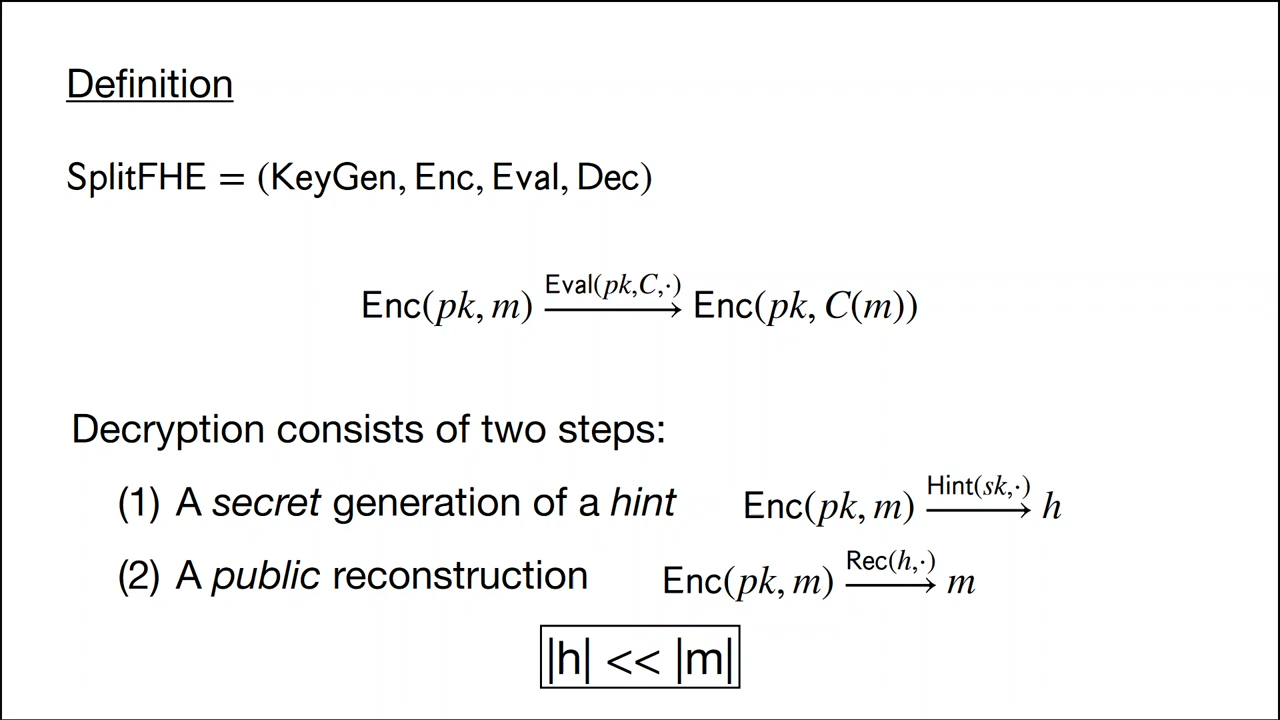 Definition
SplitFHE = (KeyGen, Enc, Eval, Dec)
Enc(pk, m) Eval(pk,C,·) ⟶ Enc(pk, C(m))
Decryption consists of two steps:
(1) A secret generation of a hint Enc(pk, m) Hint(sk,·) ⟶ h
(2) A public reconstruction Enc(pk, m) Rec(h,·) ⟶ m
|h| << |m|